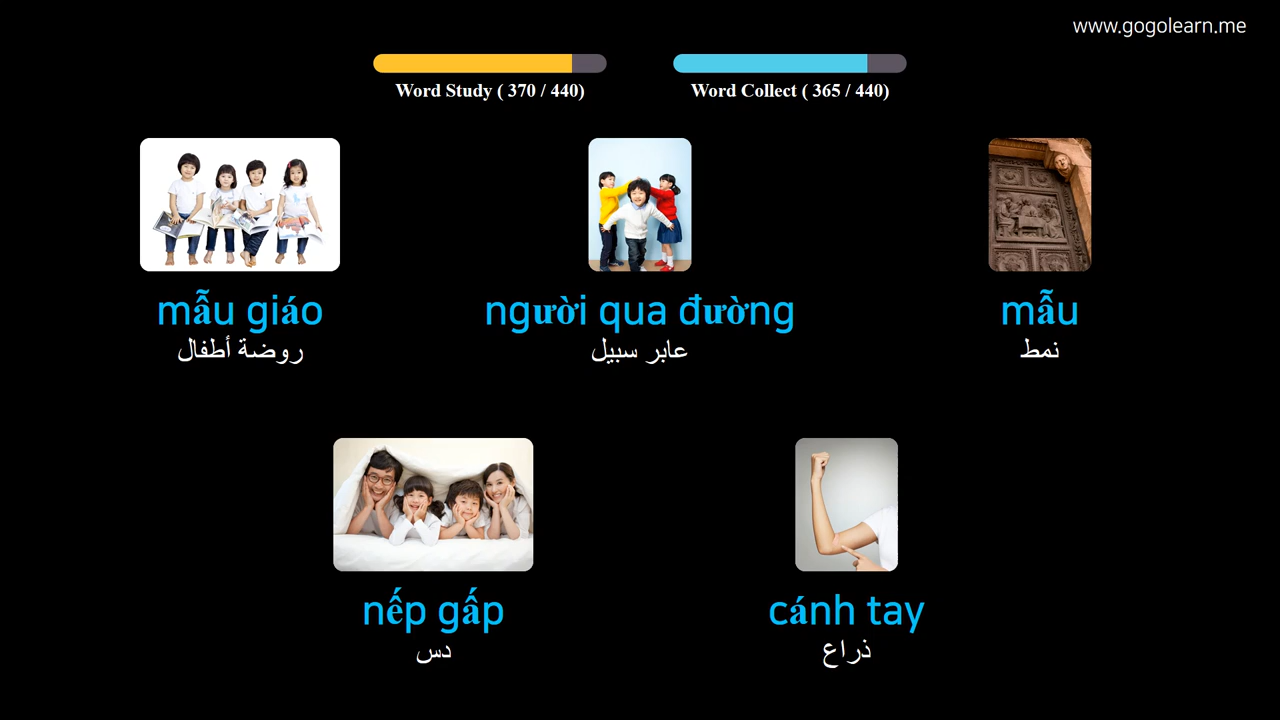 www.gogolearn.me
Word Study ( 370 / 440)
Word Collect ( 365 / 440)
mẫu giáo
روضة أطفال
người qua đường
عابر سبيل
mẫu
نمط
nếp gấp
دس
cánh tay
ذراع